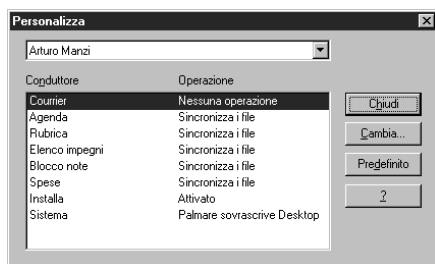 Personalizza
Arturo Manzi
Conduttore Operazione
Courrier Nessuna operazione
Agenda Sincronizza i file
Rubrica Sincronizza i file
Elenco impegni Sincronizza i file
Blocco note Sincronizza i file
Spese Sincronizza i file
Installa Attivato
Sistema Palmare sovrascrive Desktop
Chiudi
Cambia...
Predefinito
?